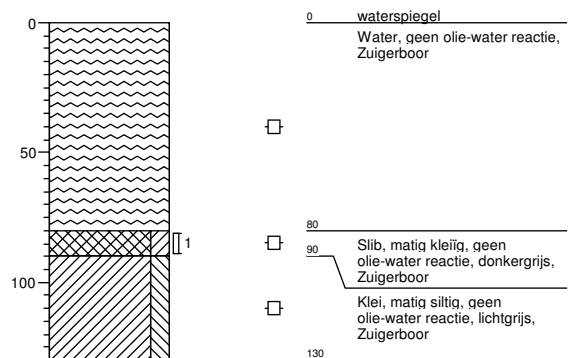 0
50
100
1
0 waterspiegel
Water, geen olie-water reactie,
Zuigerboor
80
Slib, matig kleiïg, geen
olie-water reactie, donkergrijs,
Zuigerboor
90
Klei, matig siltig, geen
olie-water reactie, lichtgrijs,
Zuigerboor
130